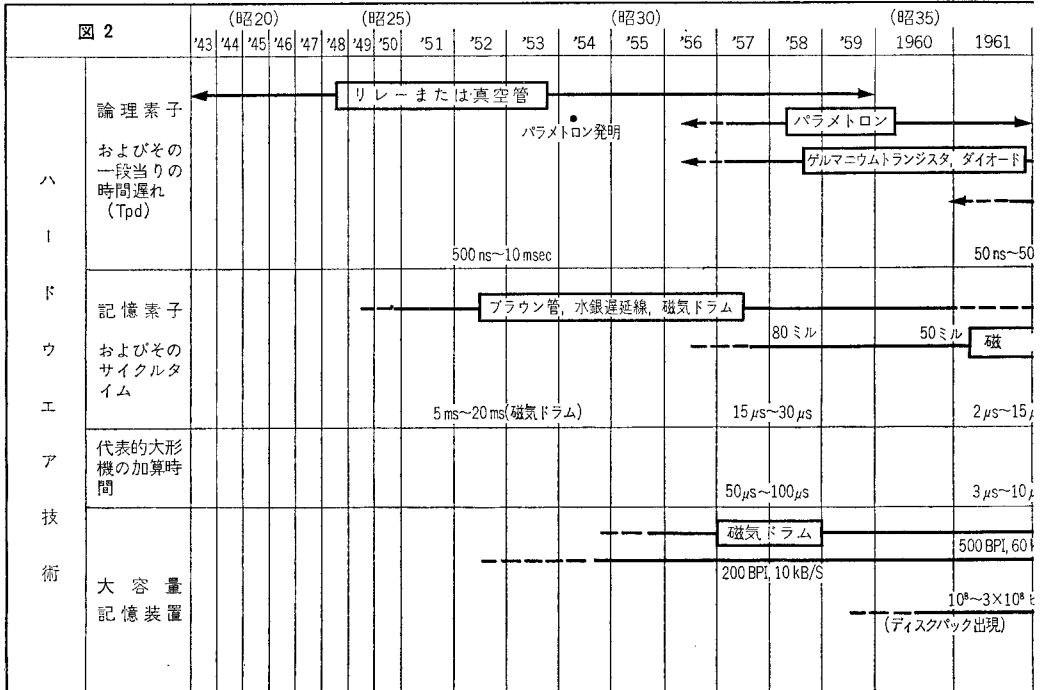 図 2
(昭20)
(昭25)
(昭30)
(昭35)
'43 '44 '45 '46 '47 '48 '49 '50 '51 '52 '53 '54 '55 '56 '57 '58 '59 1960 1961
ハードウエア技術
論理素子
およびその
一段当りの
時間遅れ
(Tpd)
リレーまたは真空管
パラメトロン発明
パラメトロン
ゲルマニウムトランジスタ, ダイオード
500 ns～10 msec
50 ns～50
記憶素子
およびその
サイクルタ
イム
ブラウン管, 水銀遅延線, 磁気ドラム
80 ミル
50 ミル
磁
5 ms～20 ms(磁気ドラム)
15 μs～30 μs
2 μs～15
代表的大形
機の加算時
間
50μs～100μs
3 μs～10
大容量
記憶装置
磁気ドラム
500 BPI, 60
200 BPI, 10 kB/S
10⁸～3×10⁸
(ディスクパック出現)